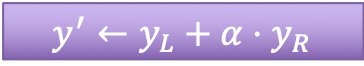 y′ ← y_L + α · y_R